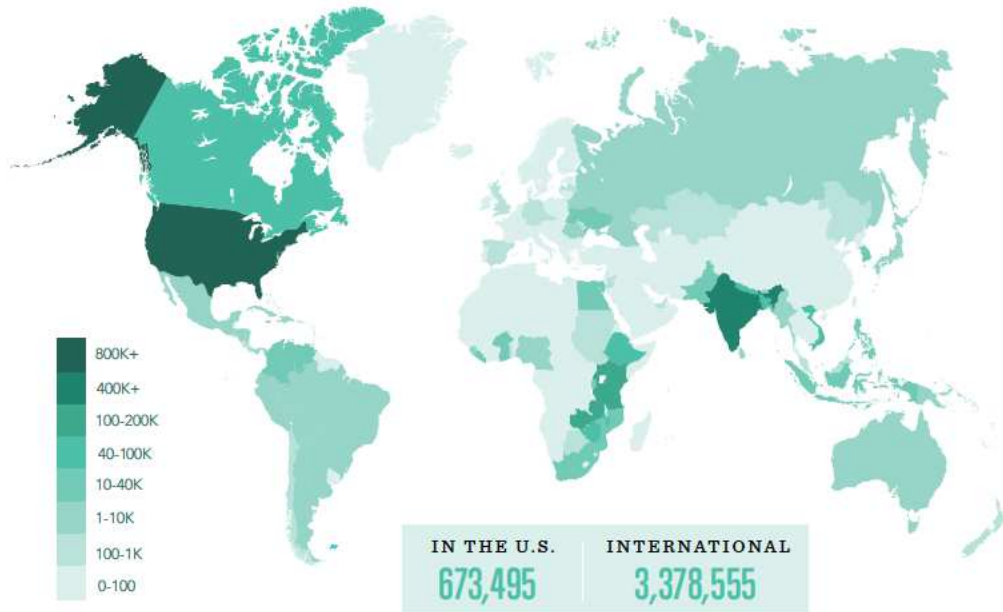 800K+
400K+
100-200K
40-100K
10-40K
1-10K
100-1K
0-100
IN THE U.S.
673,495
INTERNATIONAL
3,378,555